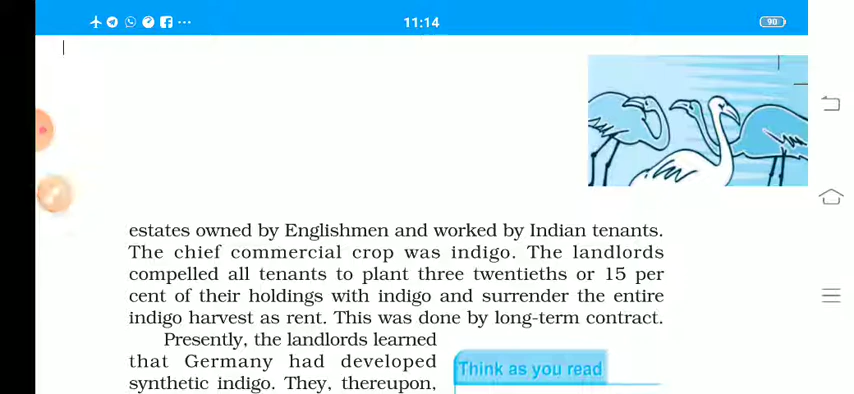 11:14
90
estates owned by Englishmen and worked by Indian tenants.
The chief commercial crop was indigo. The landlords
compelled all tenants to plant three twentieths or 15 per
cent of their holdings with indigo and surrender the entire
indigo harvest as rent. This was done by long-term contract.
Presently, the landlords learned
that Germany had developed
synthetic indigo. They, thereupon,
Think as you read